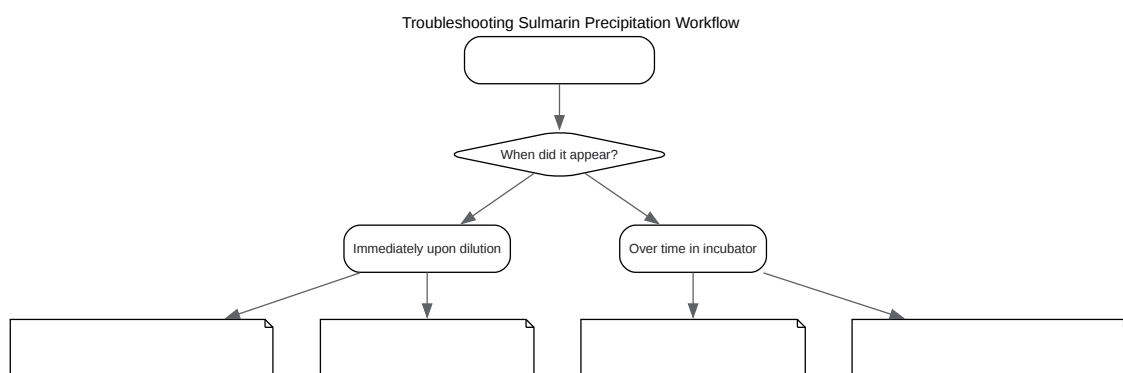 Troubleshooting Sulmarin Precipitation Workflow
When did it appear?
Immediately upon dilution
Over time in incubator